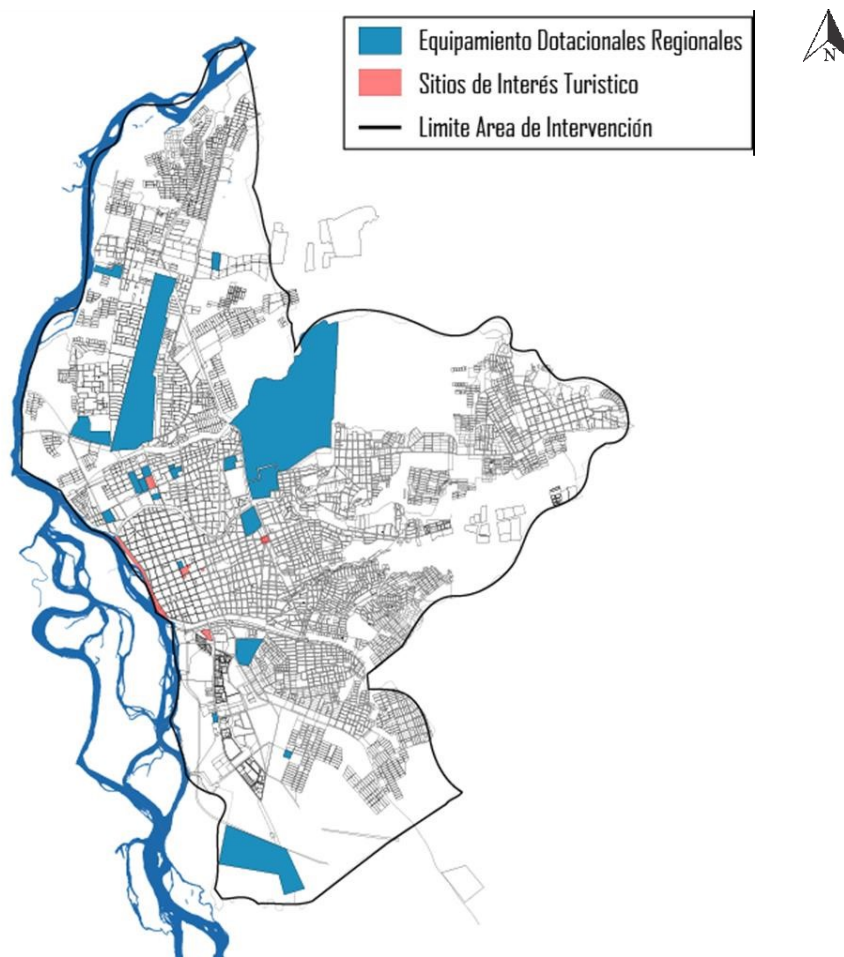 Equipamiento Dotacionales Regionales
Sitios de Interés Turistico
Limite Area de Intervención
N